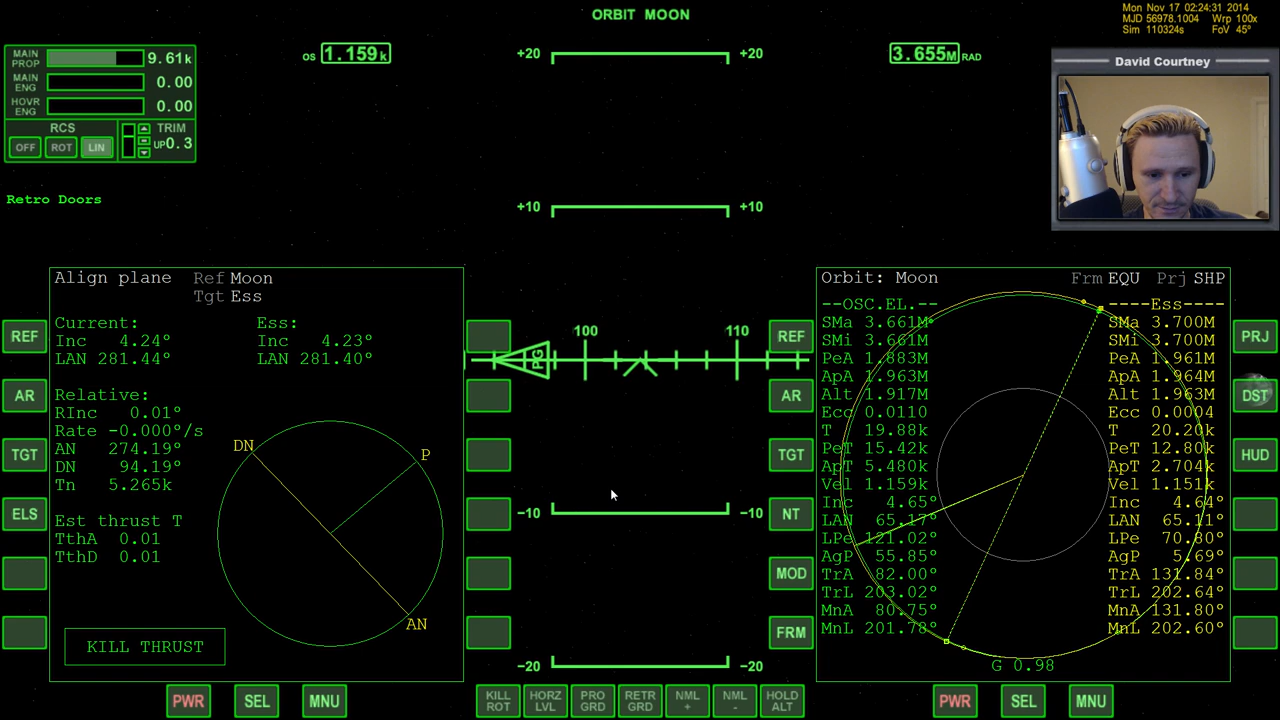 ORBIT MOON
Mon Nov 17 02:24:31 2014
MJD 56978.1004 Wrp 100x
Sim 110324s FoV 45°
David Courtney
MAIN PROP 9.61k
MAIN ENG 0.00
HOVR ENG 0.00
RCS TRIM
OFF ROT LIN UP0.3
Retro Doors
OS 1.159k
3.655M RAD
+20 +20
+10 +10
100 110
PG
-10 -10
-20 -20
Align plane Ref Moon
Tgt Ess
Current: Ess:
Inc 4.24° Inc 4.23°
LAN 281.44° LAN 281.40°
Relative:
RInc 0.01°
Rate -0.000°/s
AN 274.19°
DN 94.19°
Tn 5.265k
Est thrust T
TthA 0.01
TthD 0.01
KILL THRUST
DN
P
AN
REF
AR
TGT
ELS
PWR SEL MNU
KILL ROT
HORZ LVL
PRO GRD
RETR GRD
NML +
NML -
HOLD ALT
REF
AR
TGT
NT
MOD
FRM
Orbit: Moon Frm EQU Prj SHP
--OSC.EL.-- ----Ess----
SMa 3.661M SMa 3.700M
SMi 3.661M SMi 3.700M
PeA 1.883M PeA 1.961M
ApA 1.963M ApA 1.964M
Alt 1.917M Alt 1.963M
Ecc 0.0110 Ecc 0.0004
T 19.88k T 20.20k
PeT 15.42k PeT 12.80k
ApT 5.480k ApT 2.704k
Vel 1.159k Vel 1.151k
Inc 4.65° Inc 4.64°
LAN 65.17° LAN 65.11°
LPe 121.02° LPe 70.80°
AgP 55.85° AgP 5.69°
TrA 82.00° TrA 131.84°
TrL 203.02° TrL 202.64°
MnA 80.75° MnA 131.80°
MnL 201.78° MnL 202.60°
G 0.98
PRJ
DST
HUD
PWR SEL MNU